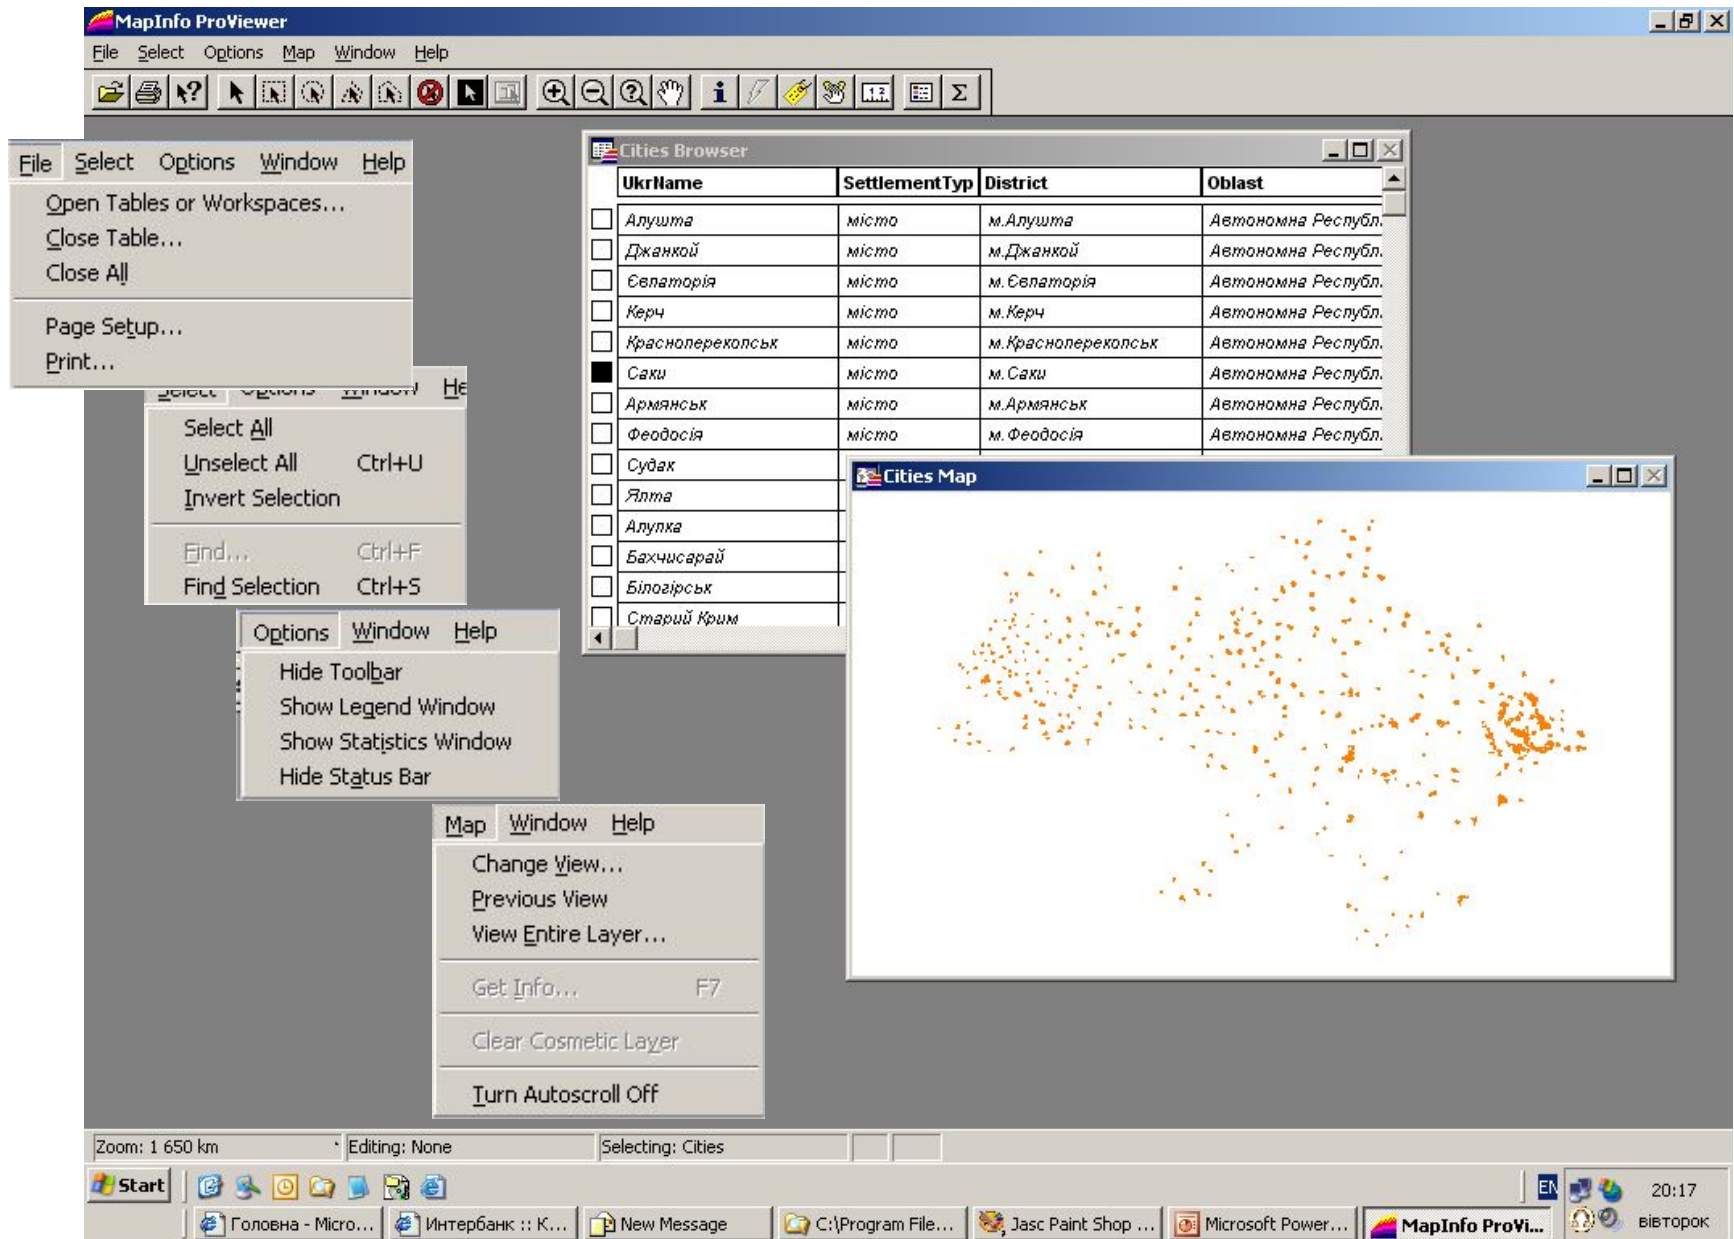 MapInfo ProViewer
File Select Options Map Window Help
File Select Options Window Help
Open Tables or Workspaces...
Close Table...
Close All
Page Setup...
Print...
Select Options Window He
Select All
Unselect All Ctrl+U
Invert Selection
Find... Ctrl+F
Find Selection Ctrl+S
Options Window Help
Hide Toolbar
Show Legend Window
Show Statistics Window
Hide Status Bar
Map Window Help
Change View...
Previous View
View Entire Layer...
Get Info... F7
Clear Cosmetic Layer
Turn Autoscroll Off
Cities Browser
UkrName SettlementTyp District Oblast
Алушта місто м.Алушта Автономна Республ.
Джанкой місто м.Джанкой Автономна Республ.
Євпаторія місто м.Євпаторія Автономна Республ.
Керч місто м.Керч Автономна Республ.
Красноперекопськ місто м.Красноперекопськ Автономна Республ.
Саки місто м.Саки Автономна Республ.
Армянськ місто м.Армянськ Автономна Республ.
Феодосія місто м.Феодосія Автономна Республ.
Судак
Ялта
Алупка
Бахчисарай
Білогірськ
Старий Крим
Cities Map
Zoom: 1 650 km Editing: None Selecting: Cities
Start EN 20:17
Головна - Micro... Интербанк :: К... New Message C:\Program File... Jasc Paint Shop ... Microsoft Power... MapInfo ProVi... вівторок